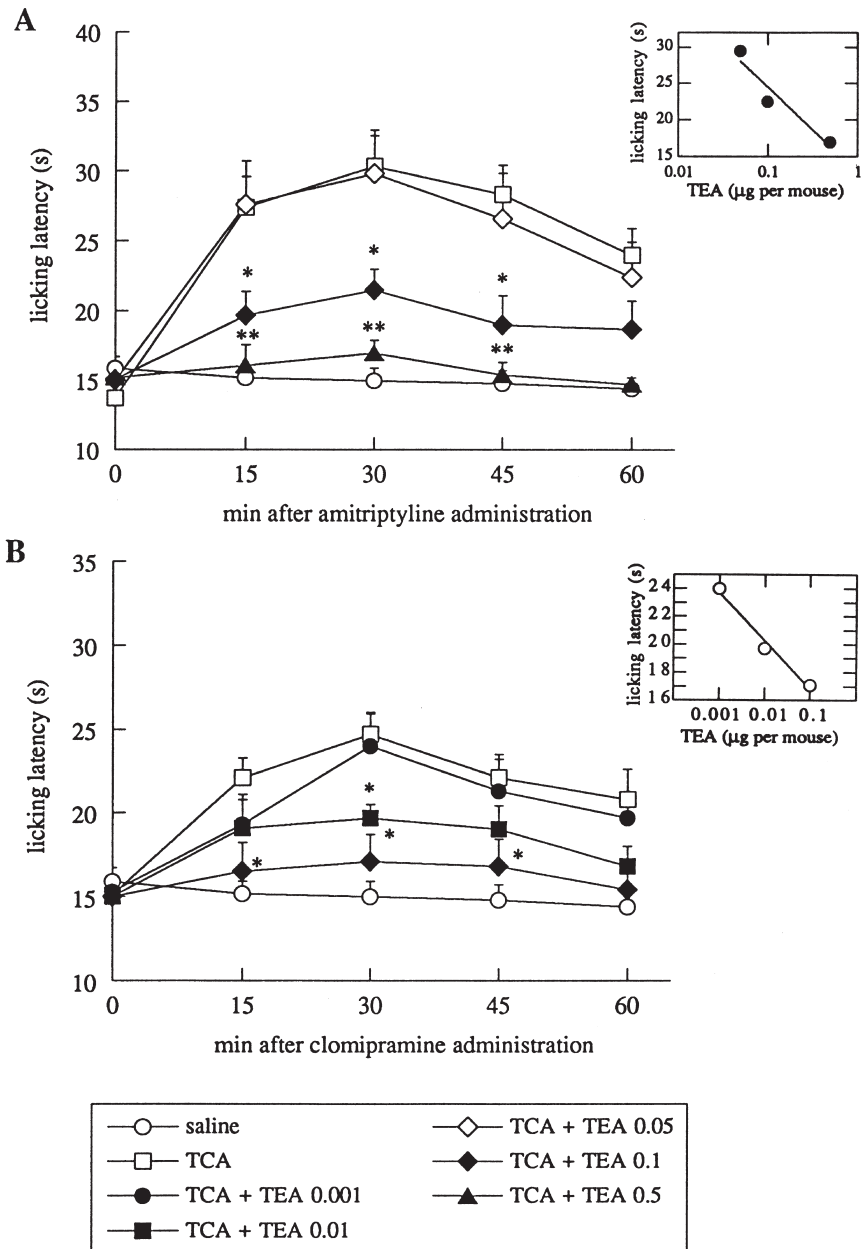 A
40
35
30
25
20
15
10
licking latency (s)
*
*
*
**
**
**
0 15 30 45 60
min after amitriptyline administration
licking latency (s)
30
25
20
15
0.01 0.1 1
TEA (μg per mouse)
B
35
30
25
20
15
10
licking latency (s)
*
*
*
*
0 15 30 45 60
min after clomipramine administration
licking latency (s)
24
22
20
18
16
0.001 0.01 0.1
TEA (μg per mouse)
saline
TCA
TCA + TEA 0.001
TCA + TEA 0.01
TCA + TEA 0.05
TCA + TEA 0.1
TCA + TEA 0.5